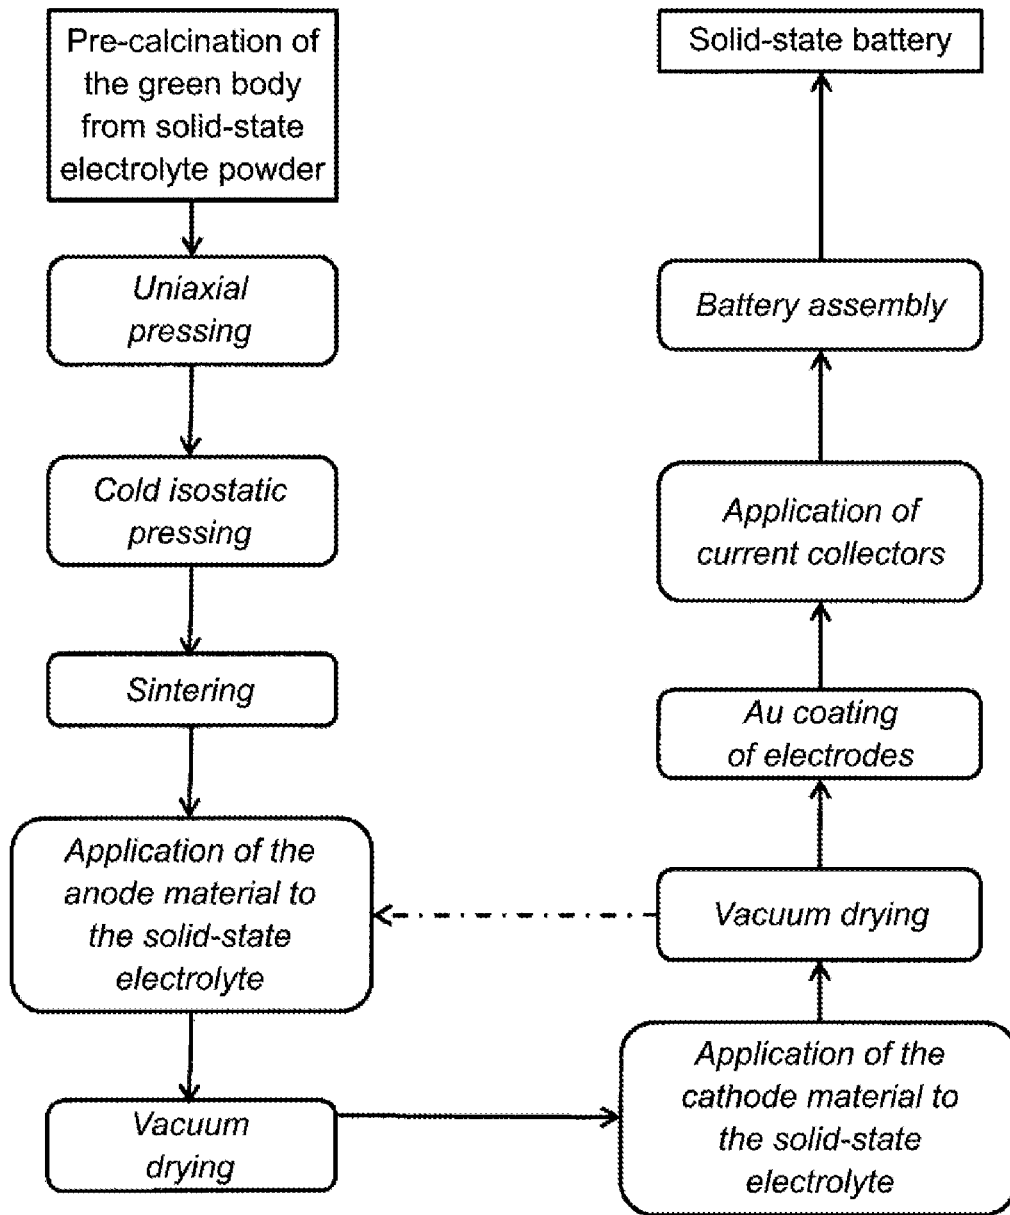 Pre-calcination of
the green body
from solid-state
electrolyte powder
Uniaxial
pressing
Cold isostatic
pressing
Sintering
Application of the
anode material to
the solid-state
electrolyte
Vacuum
drying
Application of the
cathode material to
the solid-state
electrolyte
Vacuum drying
Au coating
of electrodes
Application of
current collectors
Battery assembly
Solid-state battery